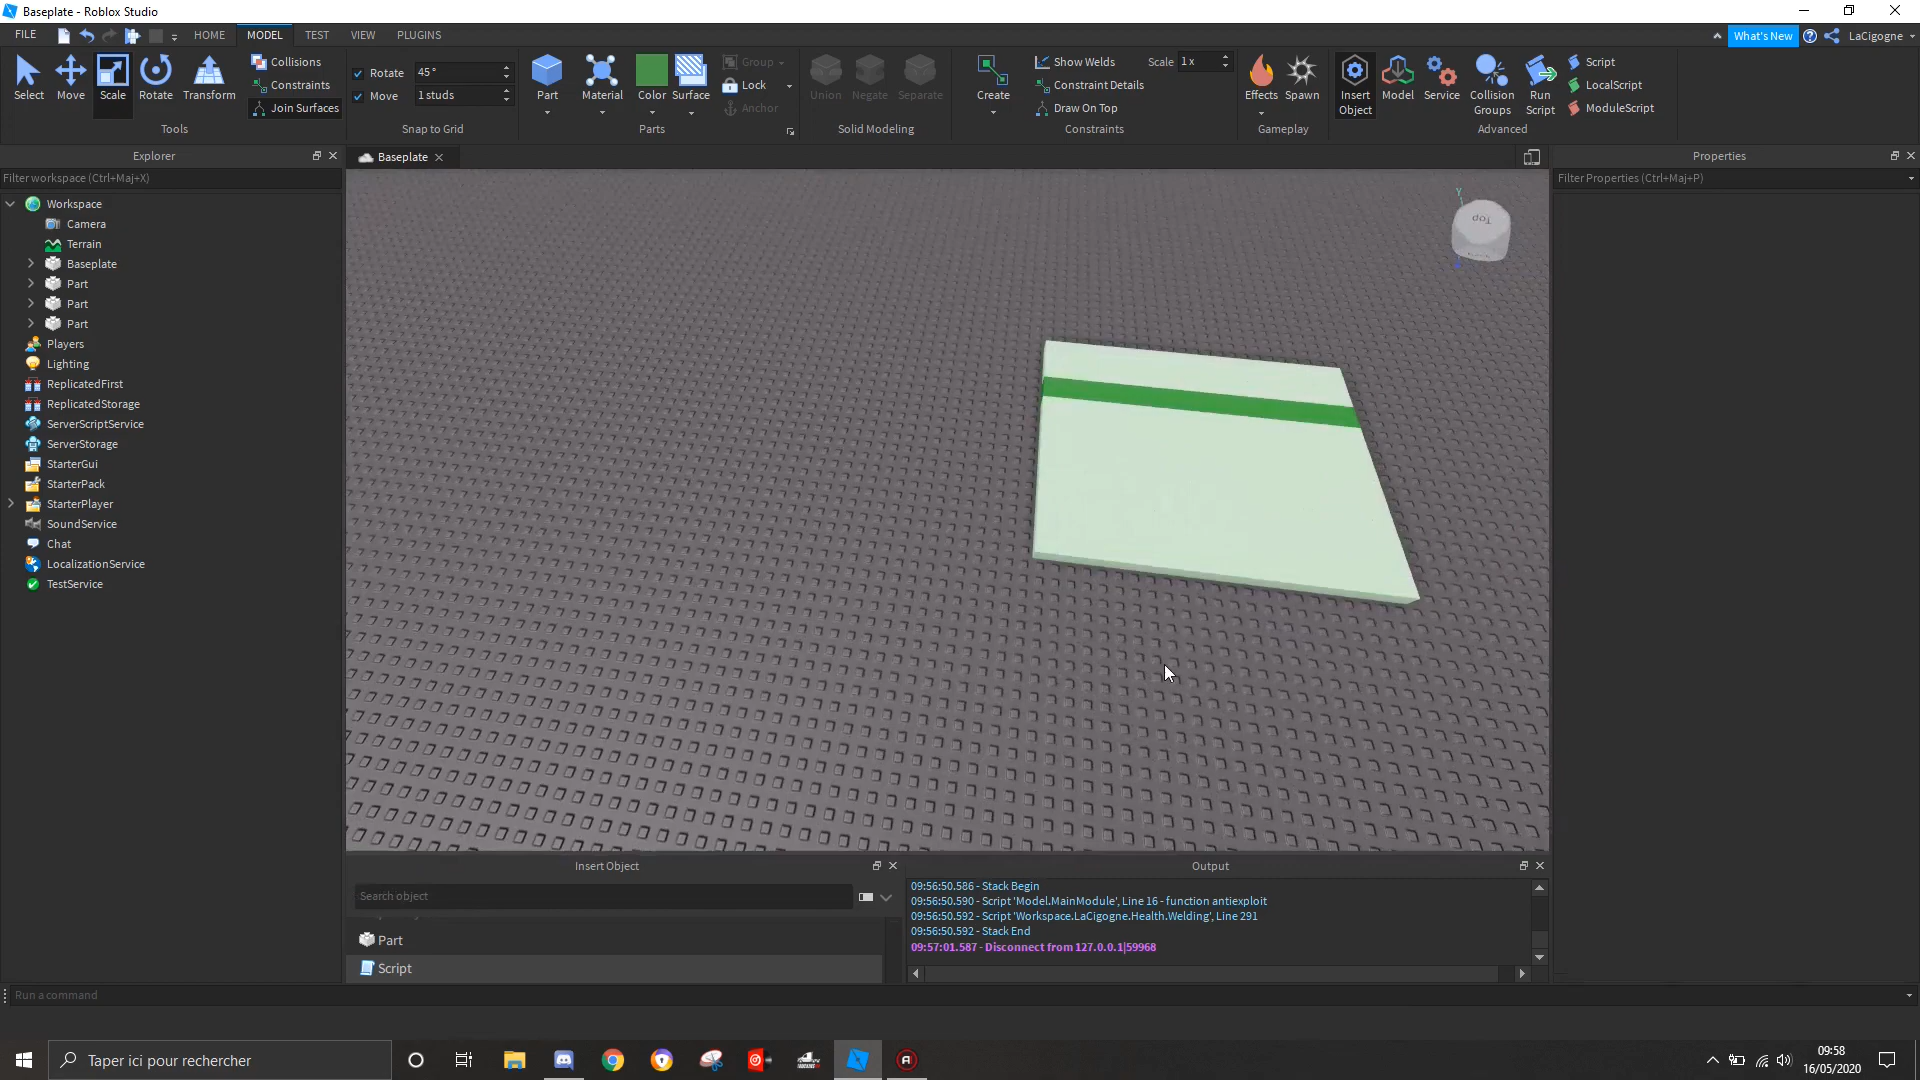 Baseplate - Roblox Studio
FILE HOME MODEL TEST VIEW PLUGINS What's New LaCigogne
Select Move Scale Rotate Transform
Collisions
Constraints
Join Surfaces
Tools
Rotate 45 °
Move 1 studs
Snap to Grid
Part Material Color Surface
Group
Lock
Anchor
Parts
Union Negate Separate
Solid Modeling
Create
Show Welds Scale 1 x
Constraint Details
Draw On Top
Constraints
Effects Spawn
Gameplay
Insert Object Model Service Collision Groups Run Script
Script
LocalScript
ModuleScript
Advanced
Explorer
Filter workspace (Ctrl+Maj+X)
Workspace
Camera
Terrain
Baseplate
Part
Part
Part
Players
Lighting
ReplicatedFirst
ReplicatedStorage
ServerScriptService
ServerStorage
StarterGui
StarterPack
StarterPlayer
SoundService
Chat
LocalizationService
TestService
Baseplate
Y
Top
Properties
Filter Properties (Ctrl+Maj+P)
Insert Object
Search object
Part
Script
Output
09:56:50.586 - Stack Begin
09:56:50.590 - Script 'Model.MainModule', Line 16 - function antiexploit
09:56:50.592 - Script 'Workspace.LaCigogne.Health.Welding', Line 291
09:56:50.592 - Stack End
09:57:01.587 - Disconnect from 127.0.0.1|59968
Run a command
Taper ici pour rechercher
09:58
16/05/2020